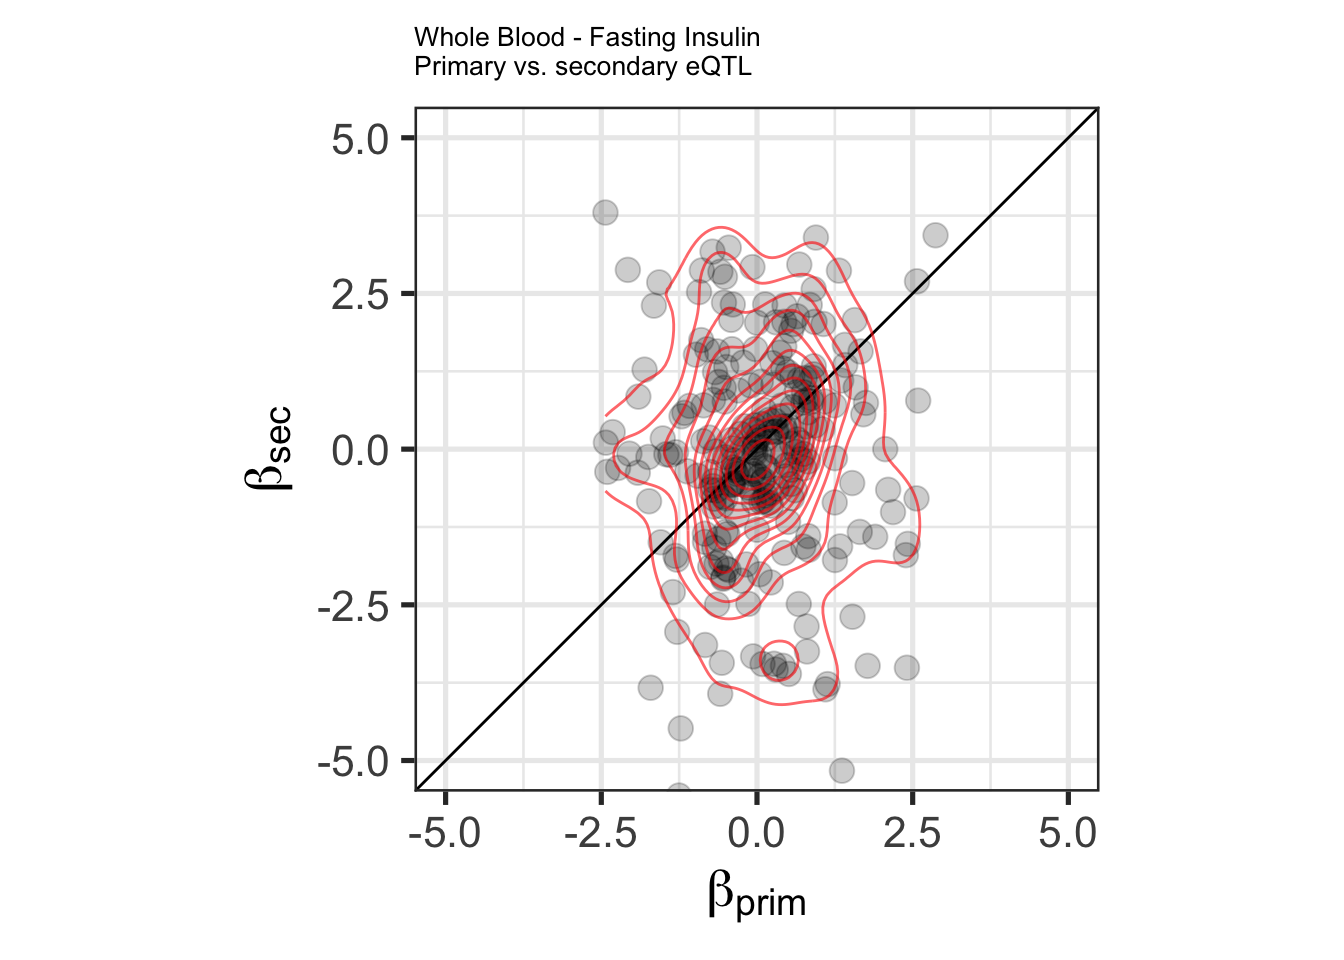 Whole Blood - Fasting Insulin
Primary vs. secondary eQTL
5.0
2.5
0.0
-2.5
-5.0
βsec
-5.0 -2.5 0.0 2.5 5.0
βprim